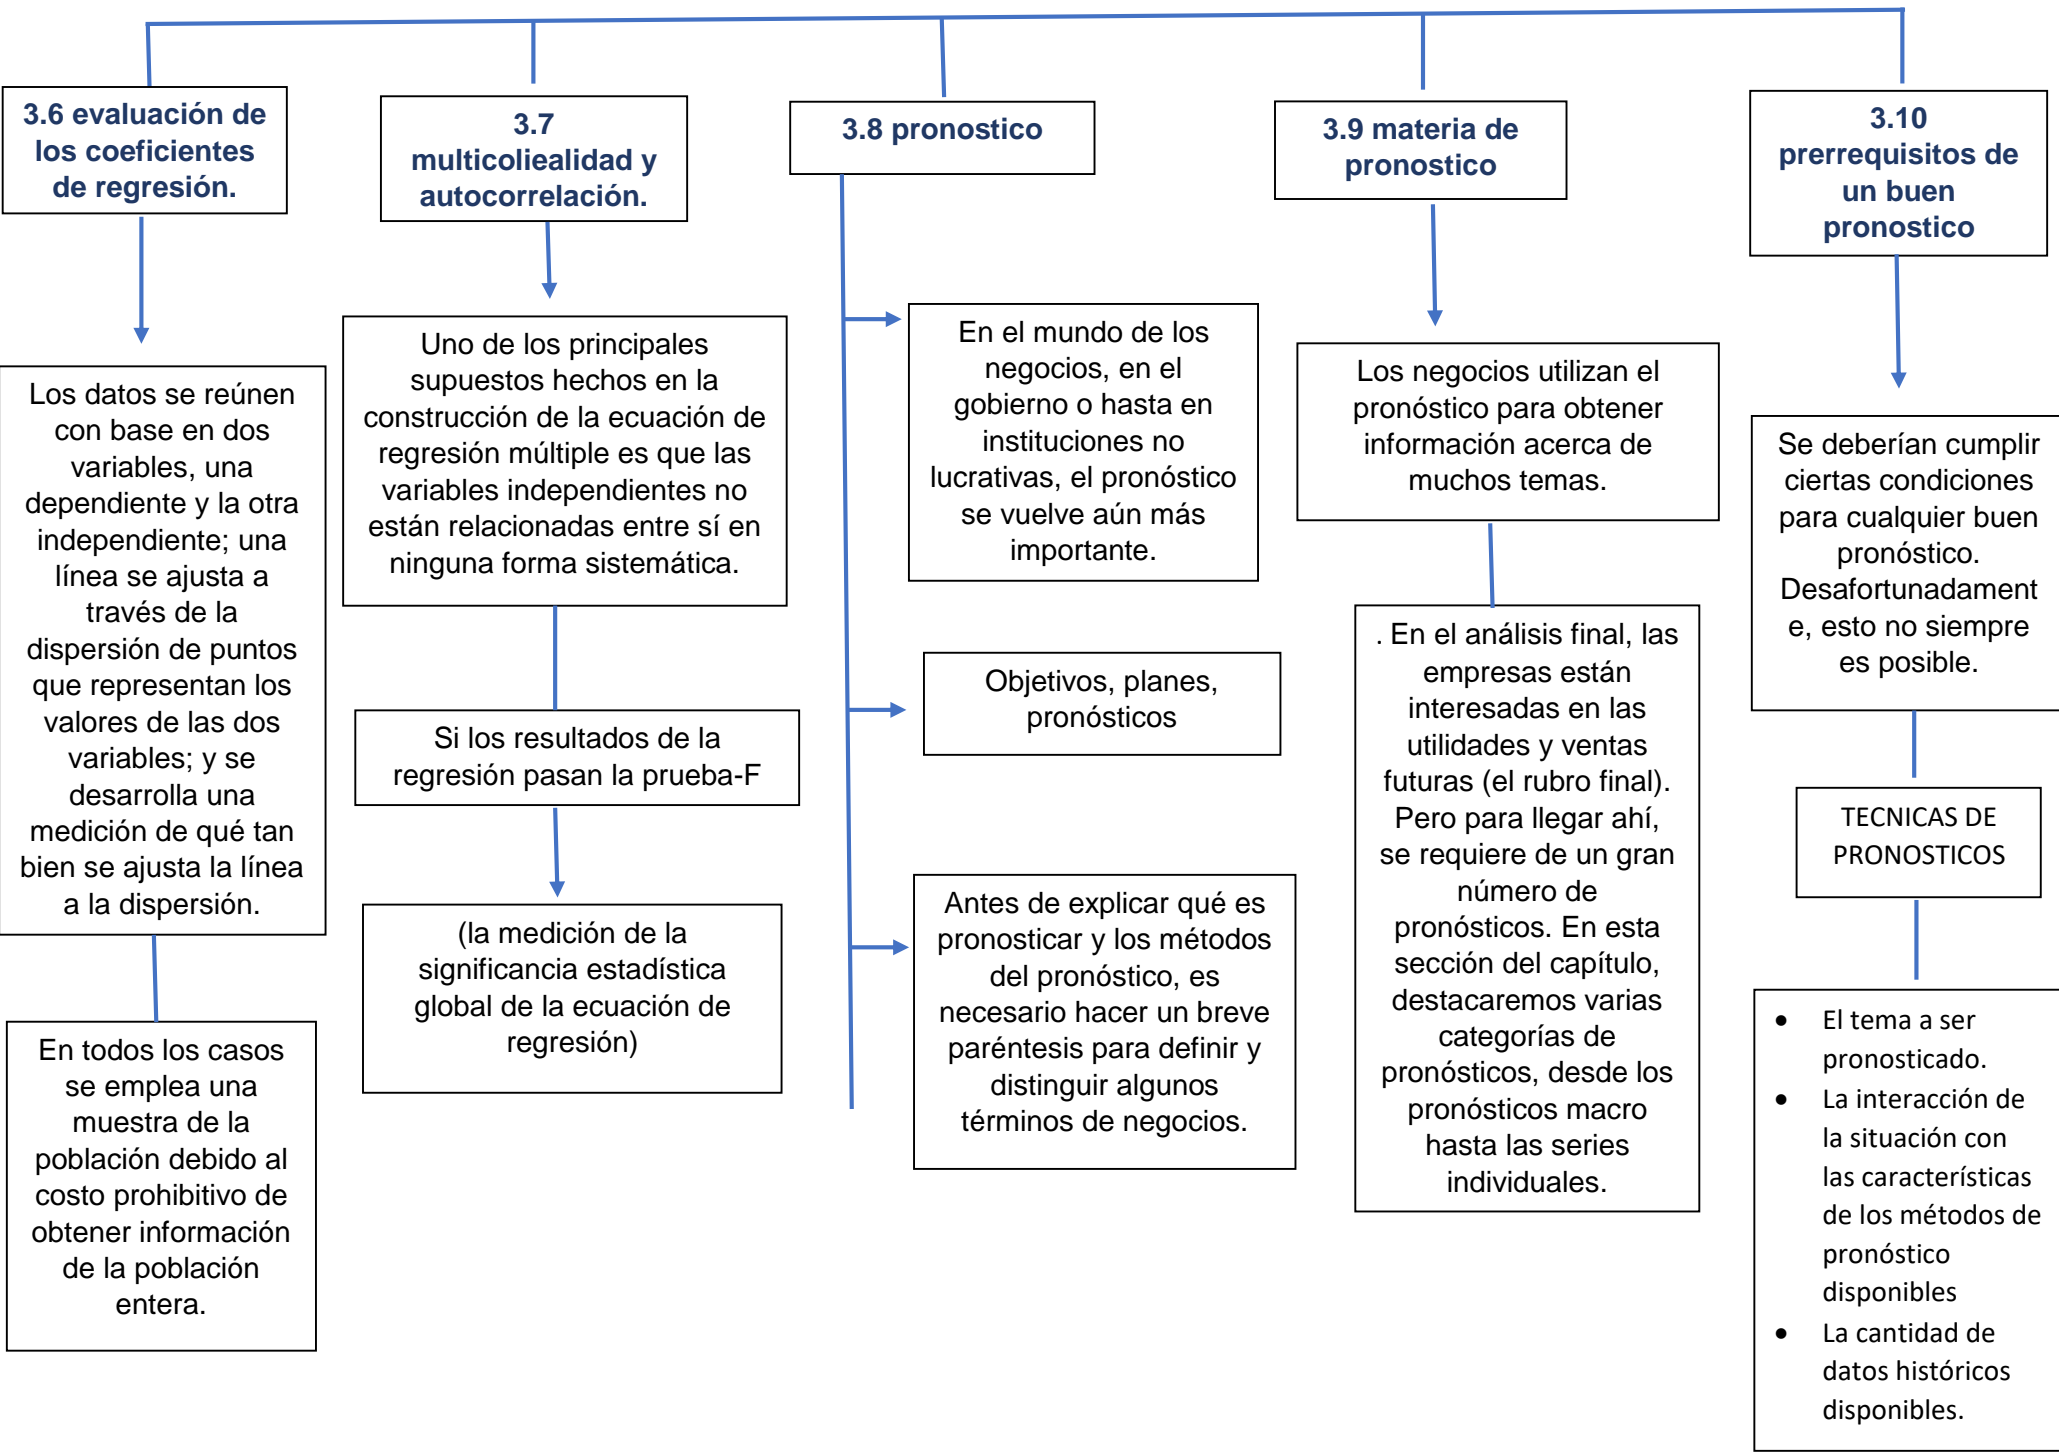 3.6 evaluación de
los coeficientes
de regresión.
Los datos se reúnen
con base en dos
variables, una
dependiente y la otra
independiente; una
línea se ajusta a
través de la
dispersión de puntos
que representan los
valores de las dos
variables; y se
desarrolla una
medición de qué tan
bien se ajusta la línea
a la dispersión.
En todos los casos
se emplea una
muestra de la
población debido al
costo prohibitivo de
obtener información
de la población
entera.
3.7
multicoliealidad y
autocorrelación.
Uno de los principales
supuestos hechos en la
construcción de la ecuación de
regresión múltiple es que las
variables independientes no
están relacionadas entre sí en
ninguna forma sistemática.
Si los resultados de la
regresión pasan la prueba-F
(la medición de la
significancia estadística
global de la ecuación de
regresión)
3.8 pronostico
En el mundo de los
negocios, en el
gobierno o hasta en
instituciones no
lucrativas, el pronóstico
se vuelve aún más
importante.
Objetivos, planes,
pronósticos
Antes de explicar qué es
pronosticar y los métodos
del pronóstico, es
necesario hacer un breve
paréntesis para definir y
distinguir algunos
términos de negocios.
3.9 materia de
pronostico
Los negocios utilizan el
pronóstico para obtener
información acerca de
muchos temas.
. En el análisis final, las
empresas están
interesadas en las
utilidades y ventas
futuras (el rubro final).
Pero para llegar ahí,
se requiere de un gran
número de
pronósticos. En esta
sección del capítulo,
destacaremos varias
categorías de
pronósticos, desde los
pronósticos macro
hasta las series
individuales.
3.10
prerrequisitos de
un buen
pronostico
Se deberían cumplir
ciertas condiciones
para cualquier buen
pronóstico.
Desafortunadament
e, esto no siempre
es posible.
TECNICAS DE
PRONOSTICOS
• El tema a ser
pronosticado.
• La interacción de
la situación con
las características
de los métodos de
pronóstico
disponibles
• La cantidad de
datos históricos
disponibles.